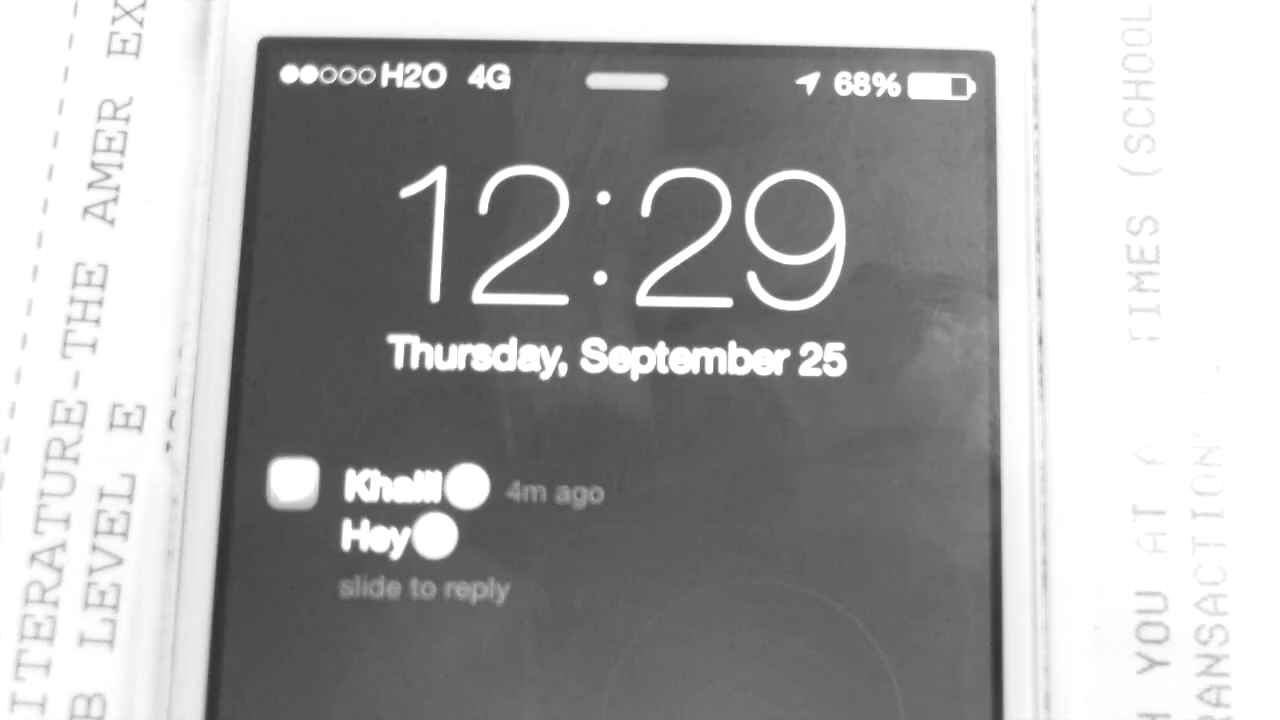 H2O 4G 68%
12:29
Thursday, September 25
Khalil 4m ago
Hey
slide to reply
ITERATURE-THE AMER EX
B LEVEL E
TIMES (SCHOOL
YOU AT A
ANSACTION